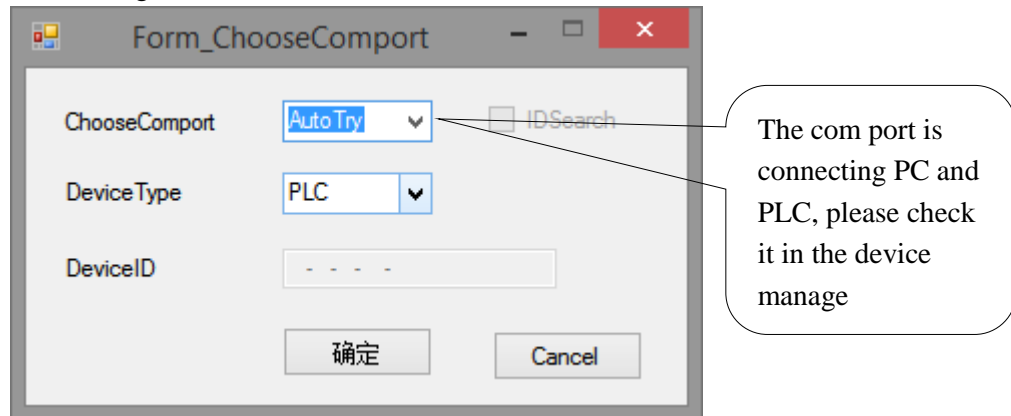 Form_ChooseComport
ChooseComport
AutoTry
IDSearch
DeviceType
PLC
DeviceID
- - - -
确定
Cancel
The com port is
connecting PC and
PLC, please check
it in the device
manage